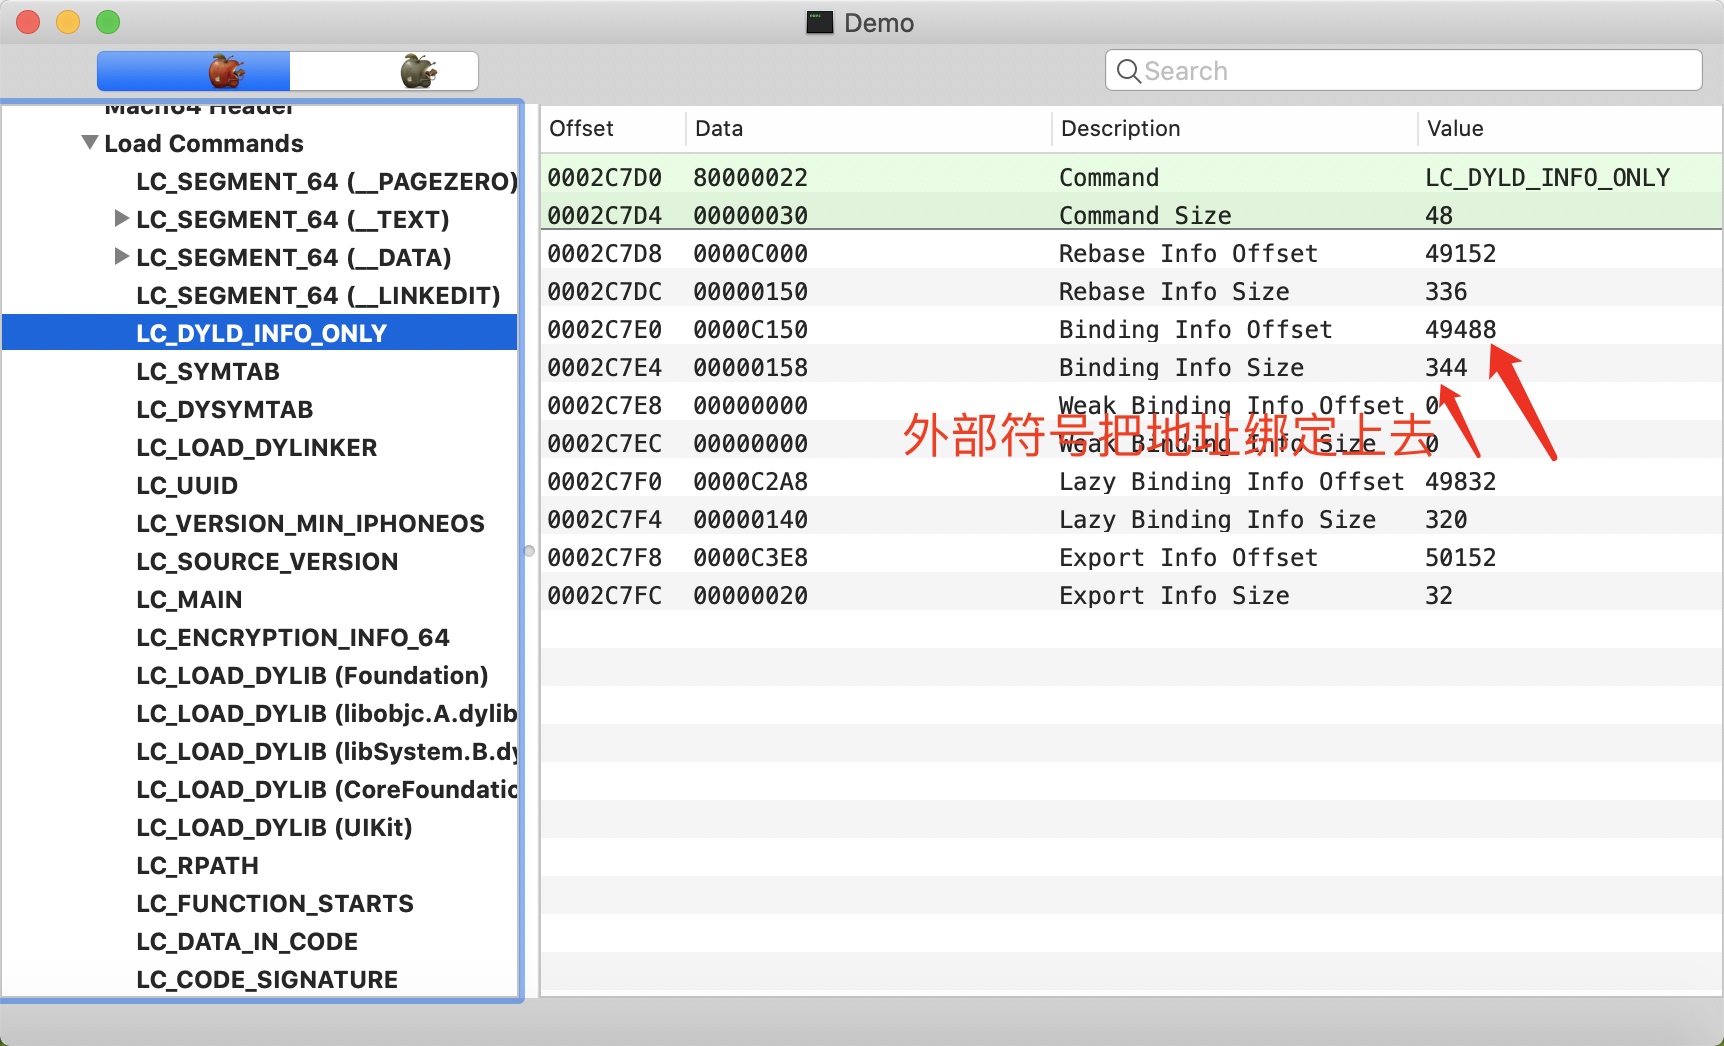 Demo
Search
Mach64 Header
Load Commands
LC_SEGMENT_64 (__PAGEZERO)
LC_SEGMENT_64 (__TEXT)
LC_SEGMENT_64 (__DATA)
LC_SEGMENT_64 (__LINKEDIT)
LC_DYLD_INFO_ONLY
LC_SYMTAB
LC_DYSYMTAB
LC_LOAD_DYLINKER
LC_UUID
LC_VERSION_MIN_IPHONEOS
LC_SOURCE_VERSION
LC_MAIN
LC_ENCRYPTION_INFO_64
LC_LOAD_DYLIB (Foundation)
LC_LOAD_DYLIB (libobjc.A.dylib
LC_LOAD_DYLIB (libSystem.B.dy
LC_LOAD_DYLIB (CoreFoundatio
LC_LOAD_DYLIB (UIKit)
LC_RPATH
LC_FUNCTION_STARTS
LC_DATA_IN_CODE
LC_CODE_SIGNATURE
Offset Data Description Value
0002C7D0 80000022 Command LC_DYLD_INFO_ONLY
0002C7D4 00000030 Command Size 48
0002C7D8 0000C000 Rebase Info Offset 49152
0002C7DC 00000150 Rebase Info Size 336
0002C7E0 0000C150 Binding Info Offset 49488
0002C7E4 00000158 Binding Info Size 344
0002C7E8 00000000 Weak Binding Info Offset 0
0002C7EC 00000000 Weak Binding Info Size 0
外部符号把地址绑定上去
0002C7F0 0000C2A8 Lazy Binding Info Offset 49832
0002C7F4 00000140 Lazy Binding Info Size 320
0002C7F8 0000C3E8 Export Info Offset 50152
0002C7FC 00000020 Export Info Size 32